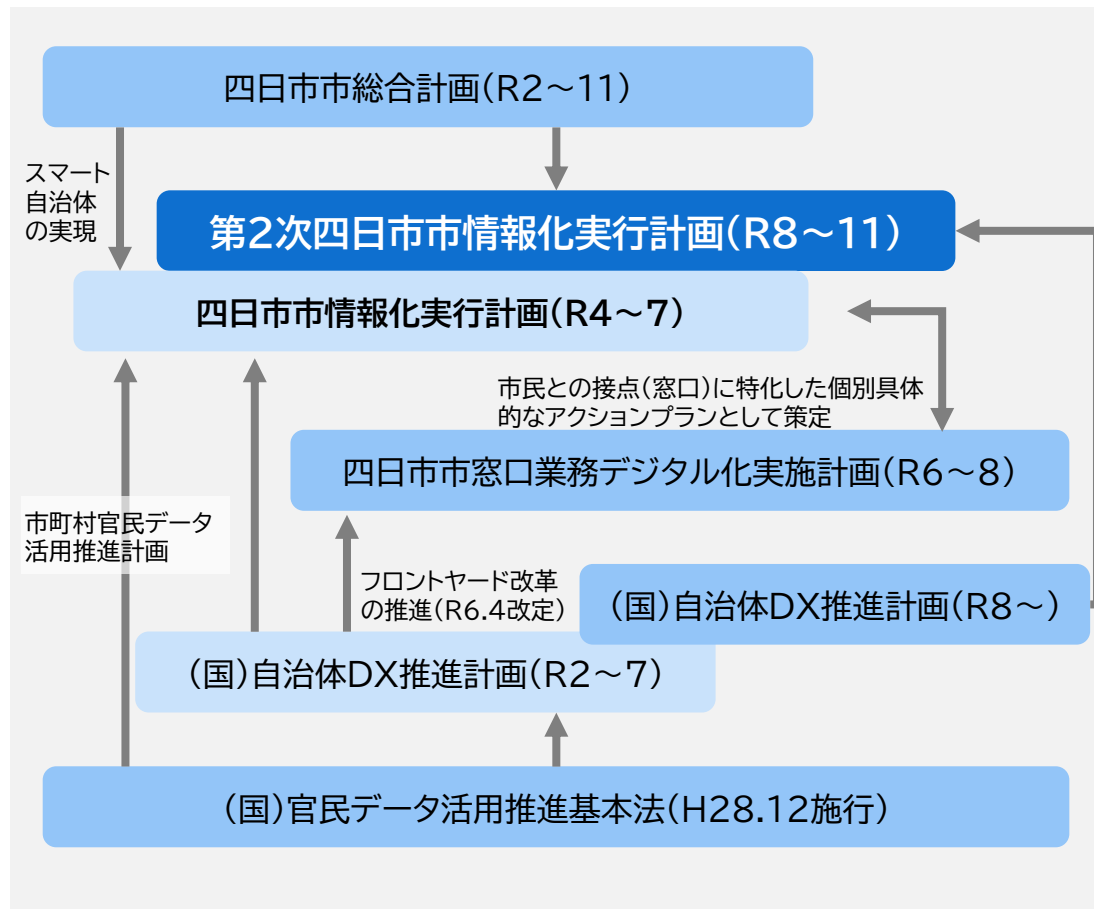 四日市市総合計画(R2～11)
スマート
自治体
の実現
第2次四日市市情報化実行計画(R8～11)
四日市市情報化実行計画(R4～7)
市民との接点(窓口)に特化した個別具体
的なアクションプランとして策定
四日市市窓口業務デジタル化実施計画(R6～8)
市町村官民データ
活用推進計画
フロントヤード改革
の推進(R6.4改定)
(国)自治体DX推進計画(R8～)
(国)自治体DX推進計画(R2～7)
(国)官民データ活用推進基本法(H28.12施行)